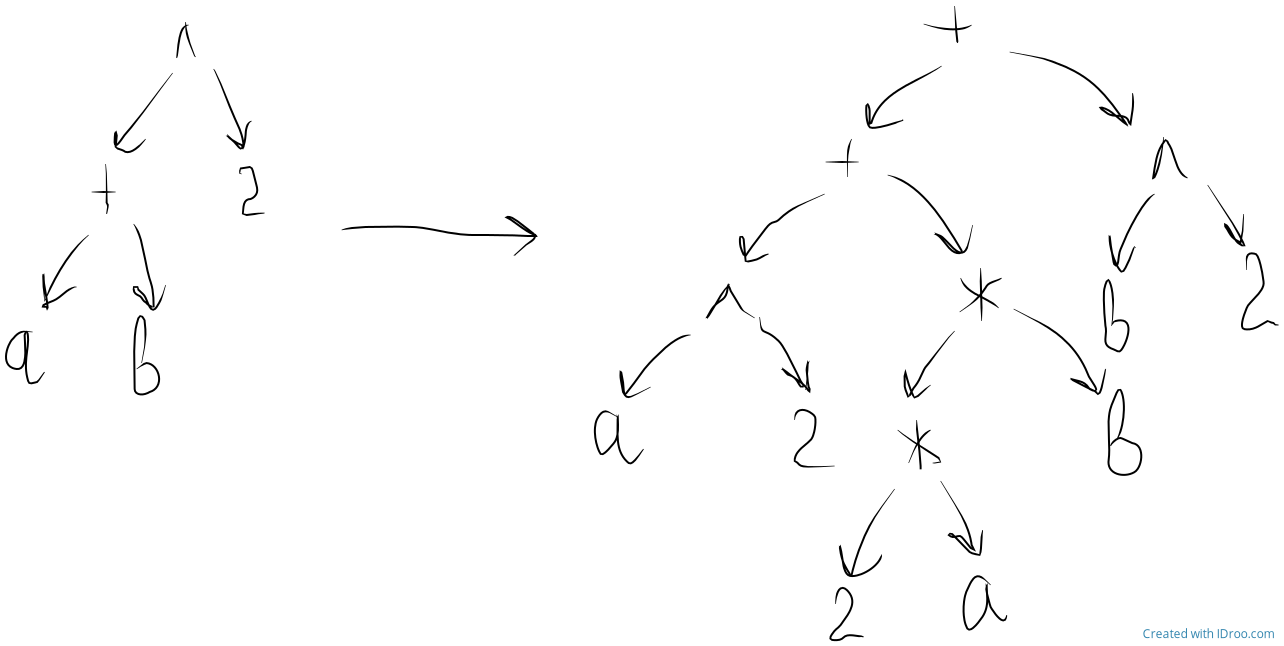 ^
+ 2
a b
+
+ ^
^ * b 2
a 2 * b
2 a
Created with IDroo.com